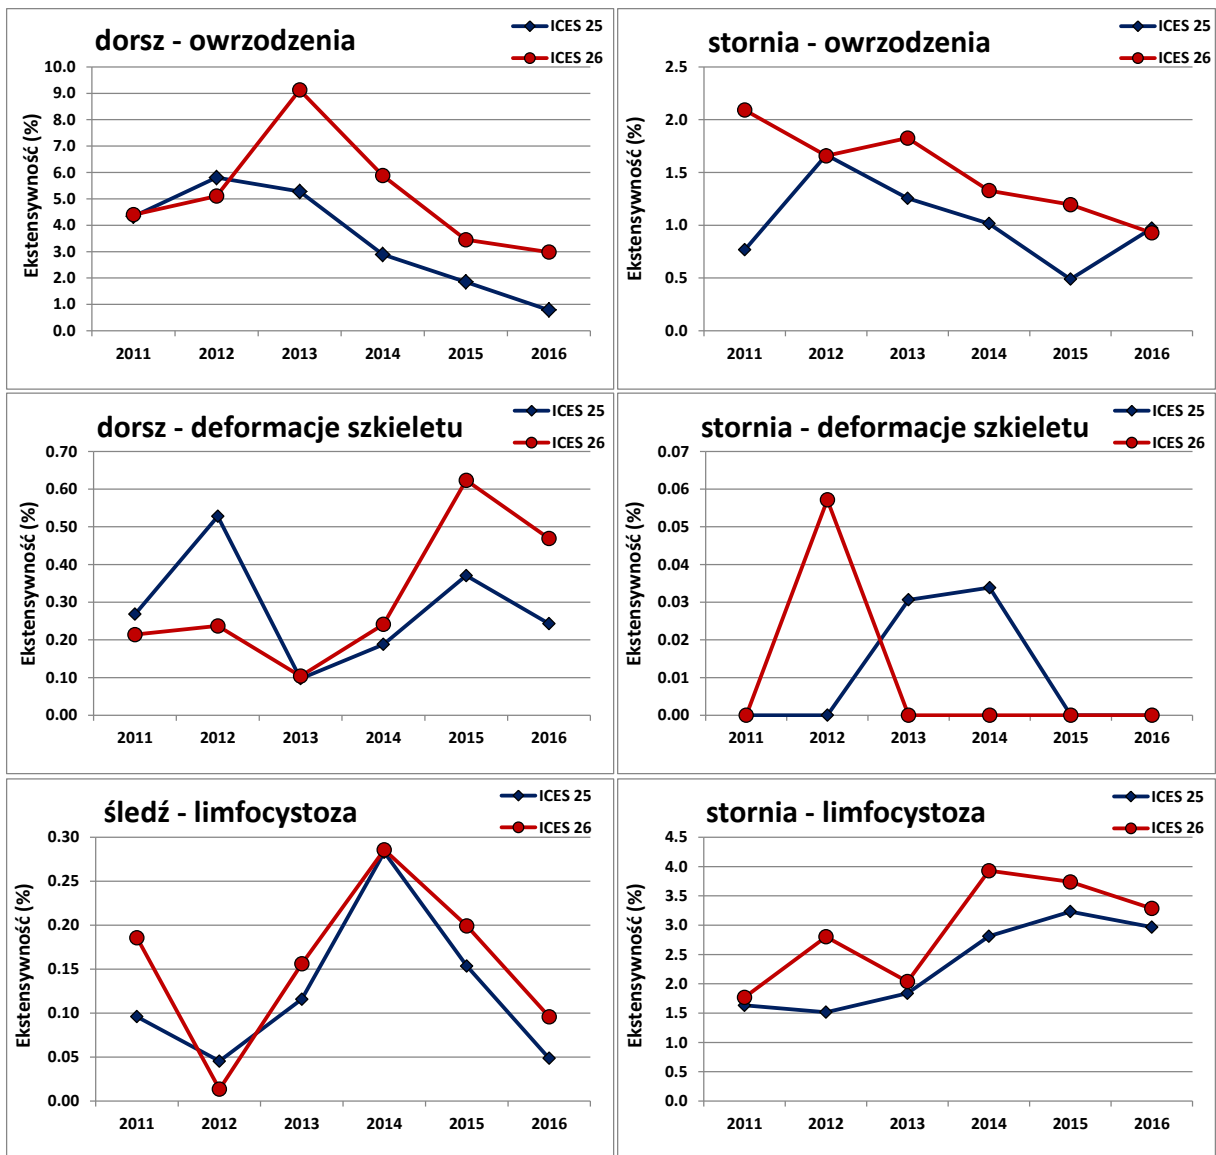 dorsz - owrzodzenia
ICES 25
ICES 26
Ekstensywność (%)
10.0
9.0
8.0
7.0
6.0
5.0
4.0
3.0
2.0
1.0
0.0
2011 2012 2013 2014 2015 2016
stornia - owrzodzenia
ICES 25
ICES 26
Ekstensywność (%)
2.5
2.0
1.5
1.0
0.5
0.0
2011 2012 2013 2014 2015 2016
dorsz - deformacje szkieletu
ICES 25
ICES 26
Ekstensywność (%)
0.70
0.60
0.50
0.40
0.30
0.20
0.10
0.00
2011 2012 2013 2014 2015 2016
stornia - deformacje szkieletu
ICES 25
ICES 26
Ekstensywność (%)
0.07
0.06
0.05
0.04
0.03
0.02
0.01
0.00
2011 2012 2013 2014 2015 2016
śledź - limfocystoza
ICES 25
ICES 26
Ekstensywność (%)
0.30
0.25
0.20
0.15
0.10
0.05
0.00
2011 2012 2013 2014 2015 2016
stornia - limfocystoza
ICES 25
ICES 26
Ekstensywność (%)
4.5
4.0
3.5
3.0
2.5
2.0
1.5
1.0
0.5
0.0
2011 2012 2013 2014 2015 2016